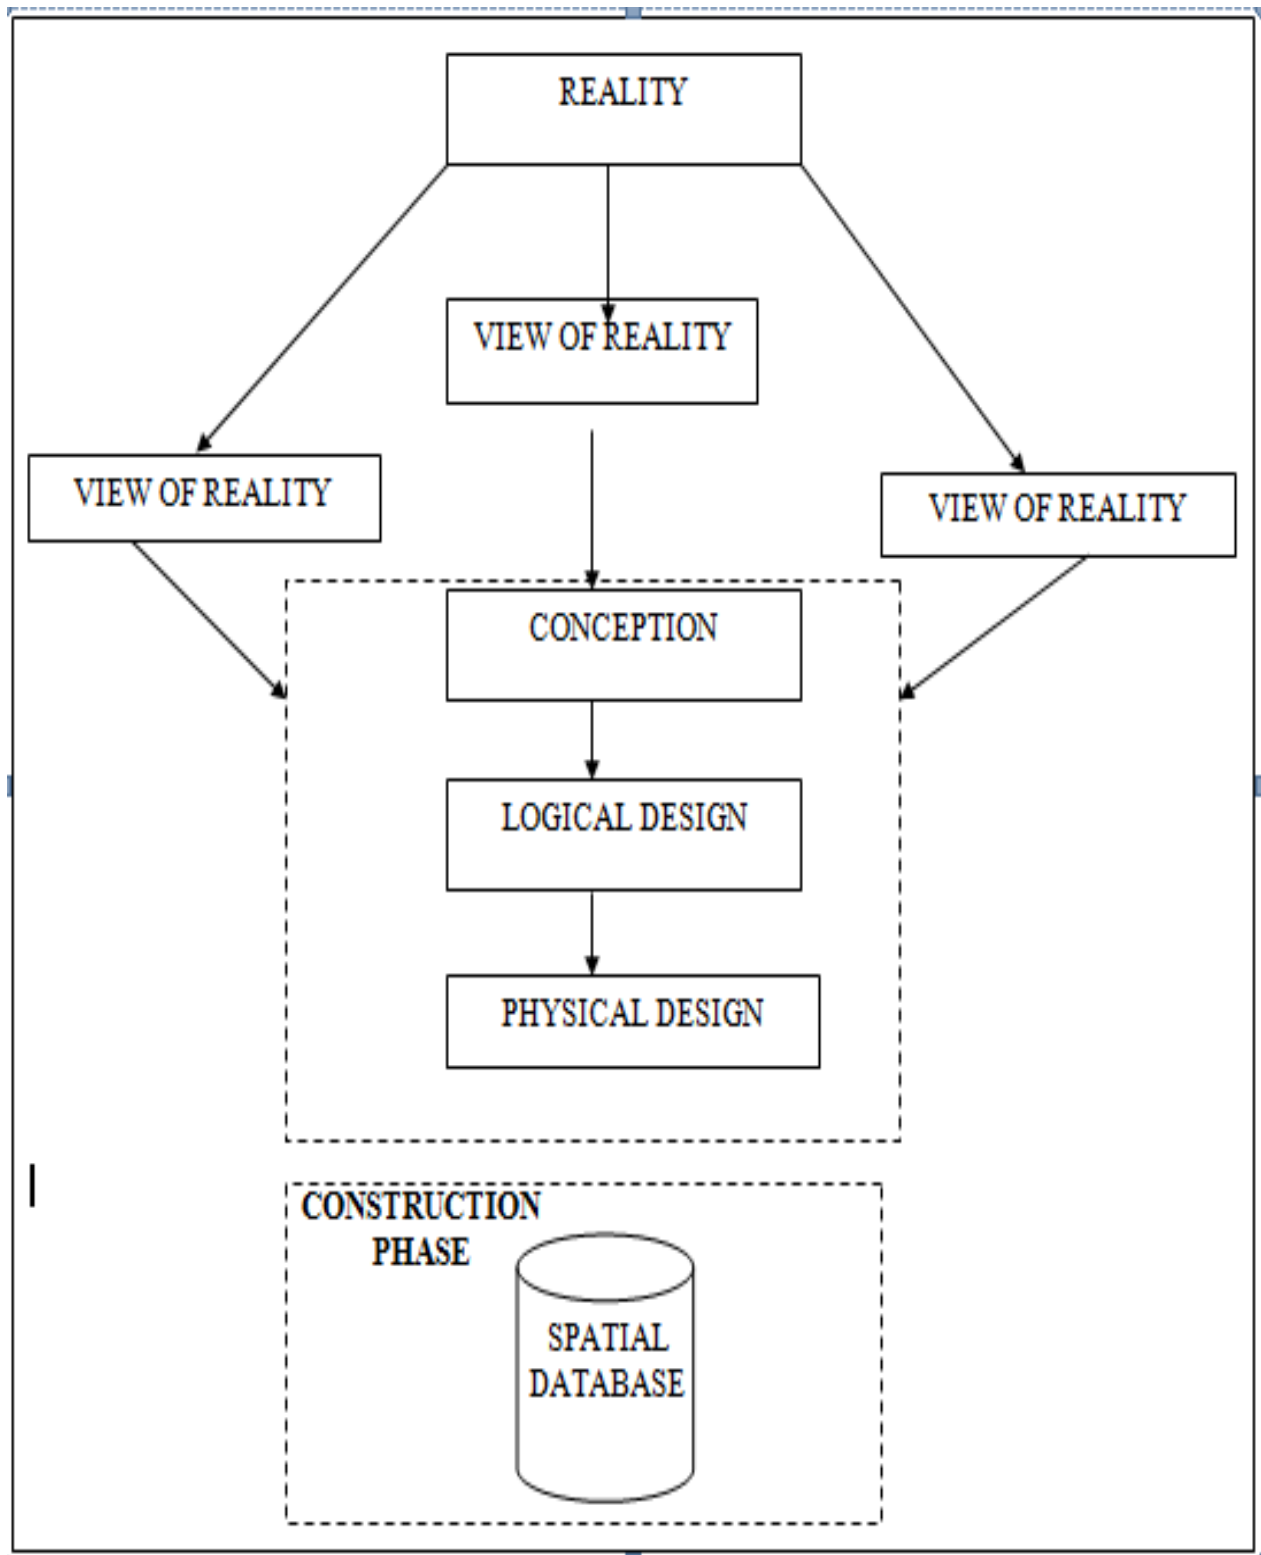 REALITY
VIEW OF REALITY
VIEW OF REALITY
VIEW OF REALITY
CONCEPTION
LOGICAL DESIGN
PHYSICAL DESIGN
CONSTRUCTION
PHASE
SPATIAL
DATABASE